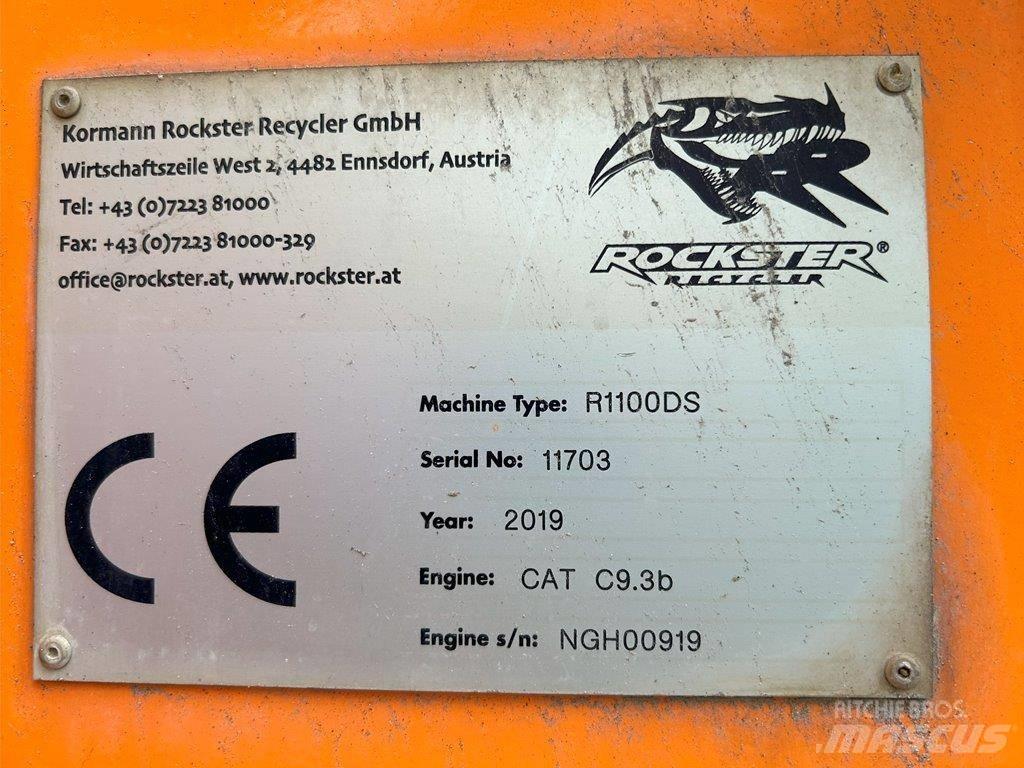 Kormann Rockster Recycler GmbH
Wirtschaftszeile West 2, 4482 Ennsdorf, Austria
Tel: +43 (0)7223 81000
Fax: +43 (0)7223 81000-329
office@rockster.at, www.rockster.at
ROCKSTER®
RECYCLER
CE
Machine Type: R1100DS
Serial No: 11703
Year: 2019
Engine: CAT C9.3b
Engine s/n: NGH00919
RITCHIE BROS.
MASCUS